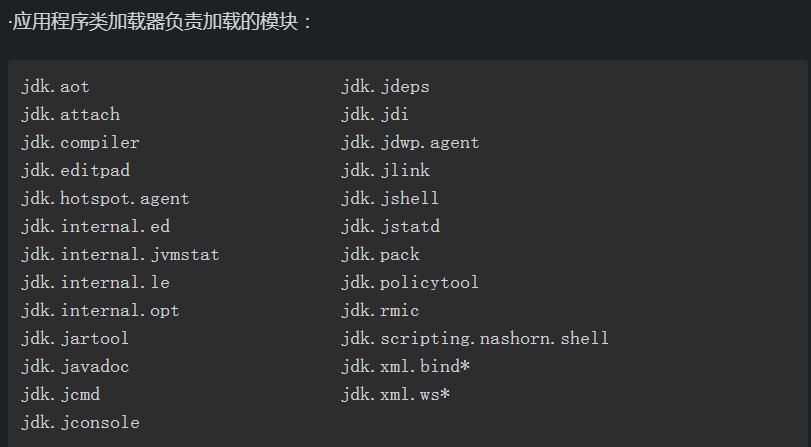 ·应用程序类加载器负责加载的模块：
jdk.aot jdk.jdeps
jdk.attach jdk.jdi
jdk.compiler jdk.jdwp.agent
jdk.editpad jdk.jlink
jdk.hotspot.agent jdk.jshell
jdk.internal.ed jdk.jstatd
jdk.internal.jvmstat jdk.pack
jdk.internal.le jdk.policytool
jdk.internal.opt jdk.rmic
jdk.jartool jdk.scripting.nashorn.shell
jdk.javadoc jdk.xml.bind*
jdk.jcmd jdk.xml.ws*
jdk.jconsole